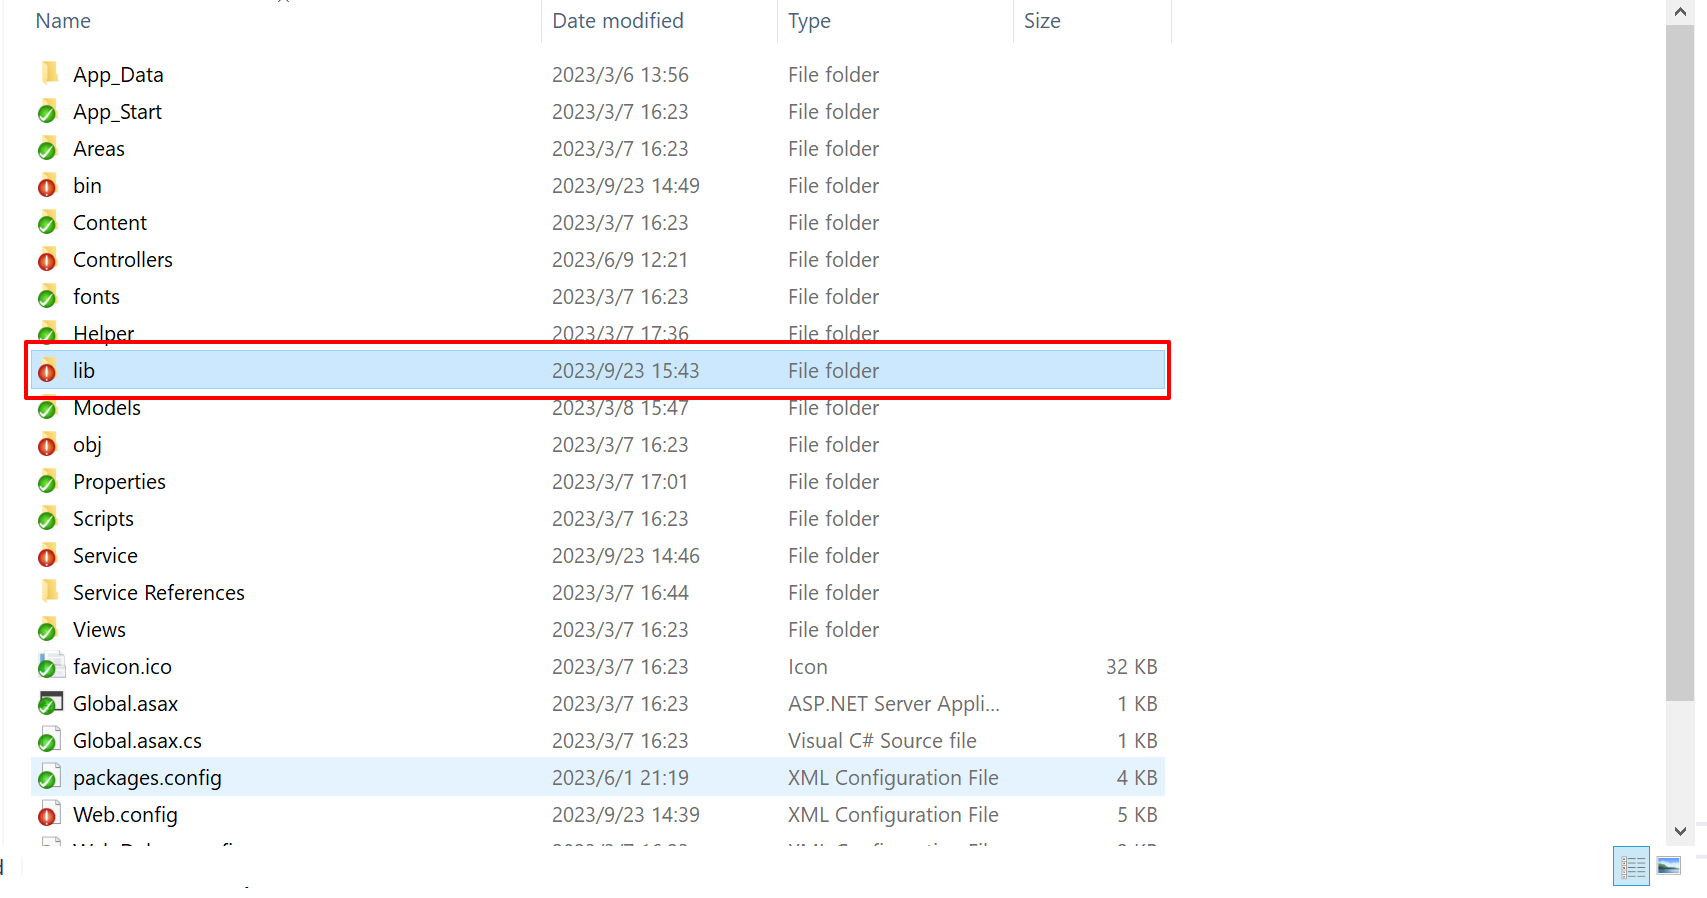 Name Date modified Type Size
App_Data 2023/3/6 13:56 File folder
App_Start 2023/3/7 16:23 File folder
Areas 2023/3/7 16:23 File folder
bin 2023/9/23 14:49 File folder
Content 2023/3/7 16:23 File folder
Controllers 2023/6/9 12:21 File folder
fonts 2023/3/7 16:23 File folder
Helper 2023/3/7 17:36 File folder
lib 2023/9/23 15:43 File folder
Models 2023/3/8 15:47 File folder
obj 2023/3/7 16:23 File folder
Properties 2023/3/7 17:01 File folder
Scripts 2023/3/7 16:23 File folder
Service 2023/9/23 14:46 File folder
Service References 2023/3/7 16:44 File folder
Views 2023/3/7 16:23 File folder
favicon.ico 2023/3/7 16:23 Icon 32 KB
Global.asax 2023/3/7 16:23 ASP.NET Server Appli... 1 KB
Global.asax.cs 2023/3/7 16:23 Visual C# Source file 1 KB
packages.config 2023/6/1 21:19 XML Configuration File 4 KB
Web.config 2023/9/23 14:39 XML Configuration File 5 KB